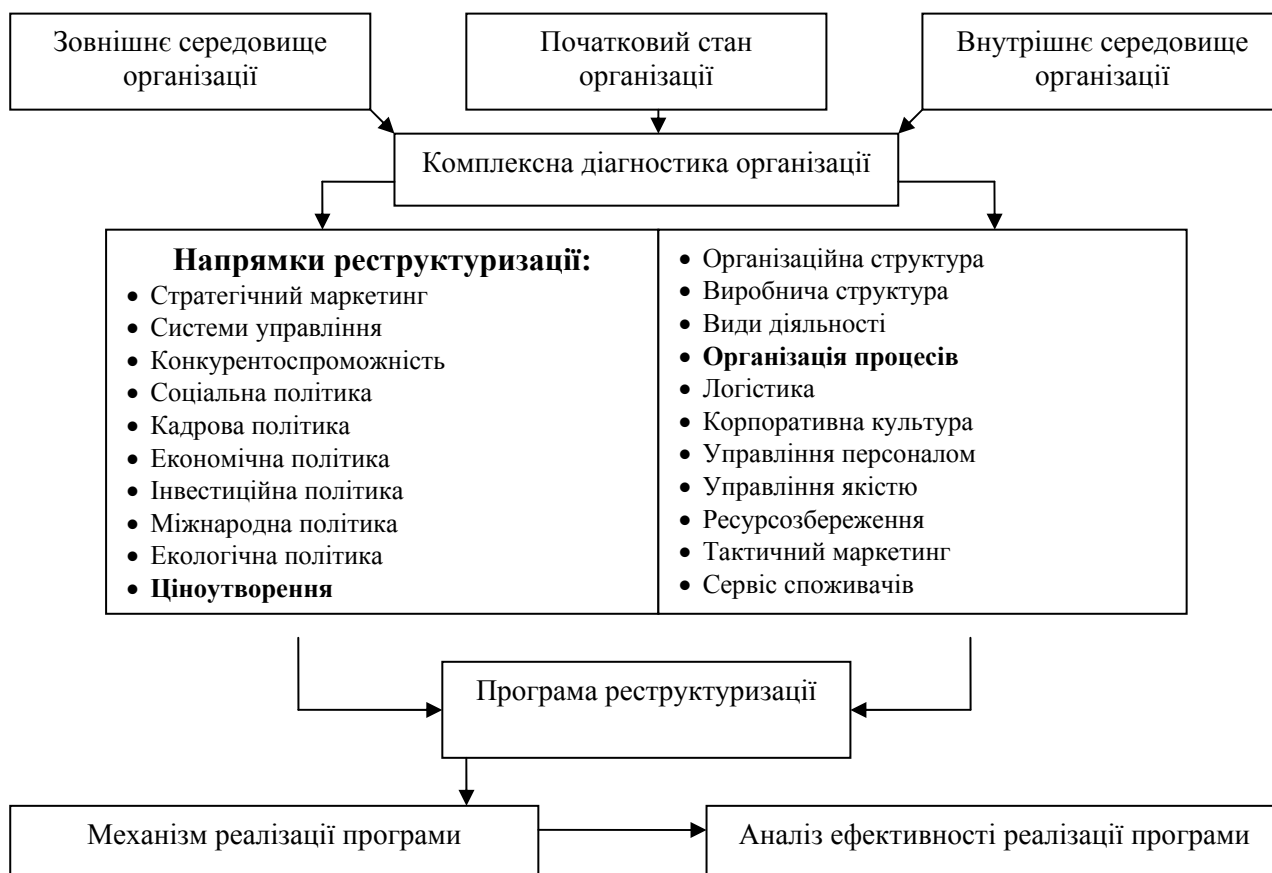 Зовнішнє середовище
організації
Початковий стан
організації
Внутрішнє середовище
організації
Комплексна діагностика організації
Напрямки реструктуризації:
• Стратегічний маркетинг
• Системи управління
• Конкурентоспроможність
• Соціальна політика
• Кадрова політика
• Економічна політика
• Інвестиційна політика
• Міжнародна політика
• Екологічна політика
• Ціноутворення
• Організаційна структура
• Виробнича структура
• Види діяльності
• Організація процесів
• Логістика
• Корпоративна культура
• Управління персоналом
• Управління якістю
• Ресурсозбереження
• Тактичний маркетинг
• Сервіс споживачів
Програма реструктуризації
Механізм реалізації програми
Аналіз ефективності реалізації програми